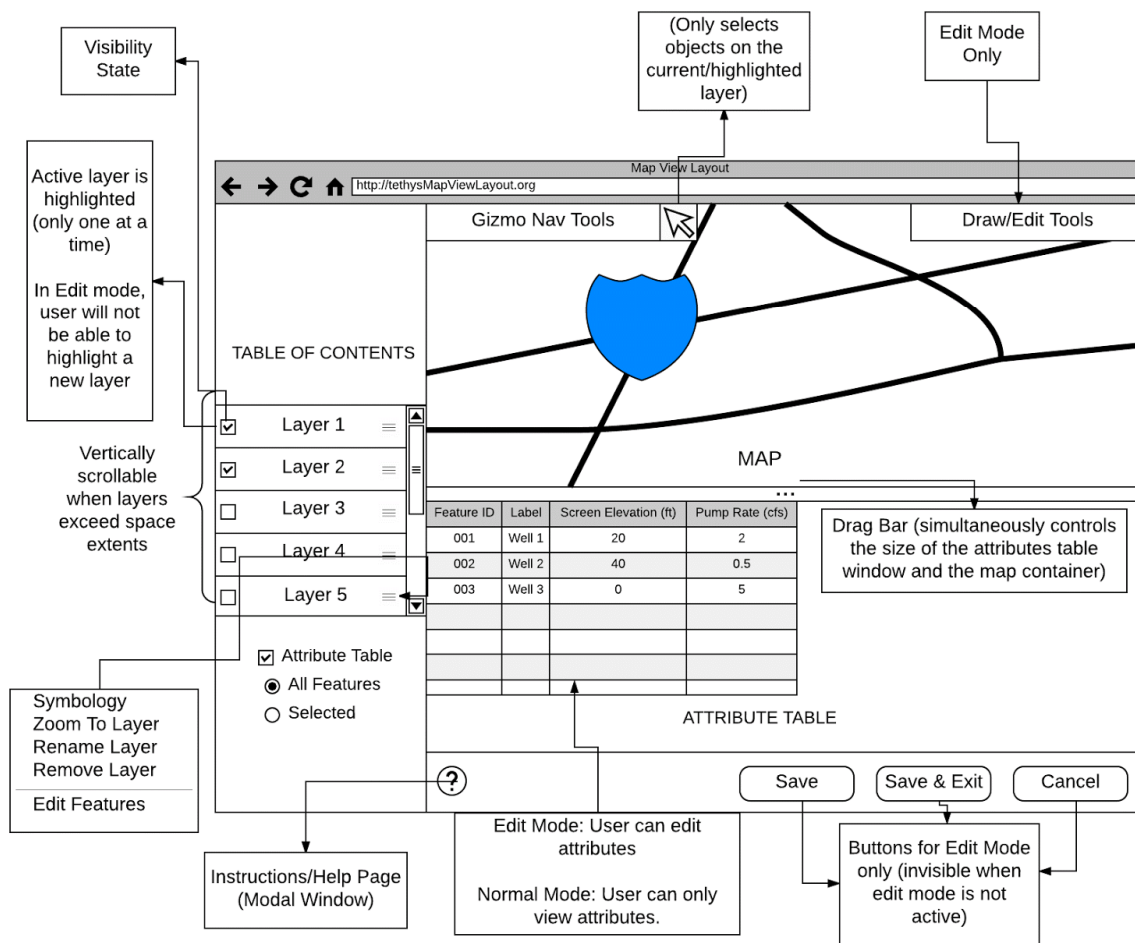 Visibility
State
(Only selects
objects on the
current/highlighted
layer)
Edit Mode
Only
Active layer is
highlighted
(only one at a
time)
In Edit mode,
user will not
be able to
highlight a
new layer
Map View Layout
http://tethysMapViewLayout.org
Gizmo Nav Tools
Draw/Edit Tools
TABLE OF CONTENTS
Layer 1
Layer 2
Layer 3
Layer 4
Layer 5
Vertically
scrollable
when layers
exceed space
extents
MAP
...
Feature ID Label Screen Elevation (ft) Pump Rate (cfs)
001 Well 1 20 2
002 Well 2 40 0.5
003 Well 3 0 5
Drag Bar (simultaneously controls
the size of the attributes table
window and the map container)
Attribute Table
All Features
Selected
ATTRIBUTE TABLE
Symbology
Zoom To Layer
Rename Layer
Remove Layer
Edit Features
?
Save
Save & Exit
Cancel
Instructions/Help Page
(Modal Window)
Edit Mode: User can edit
attributes
Normal Mode: User can only
view attributes.
Buttons for Edit Mode
only (invisible when
edit mode is not
active)